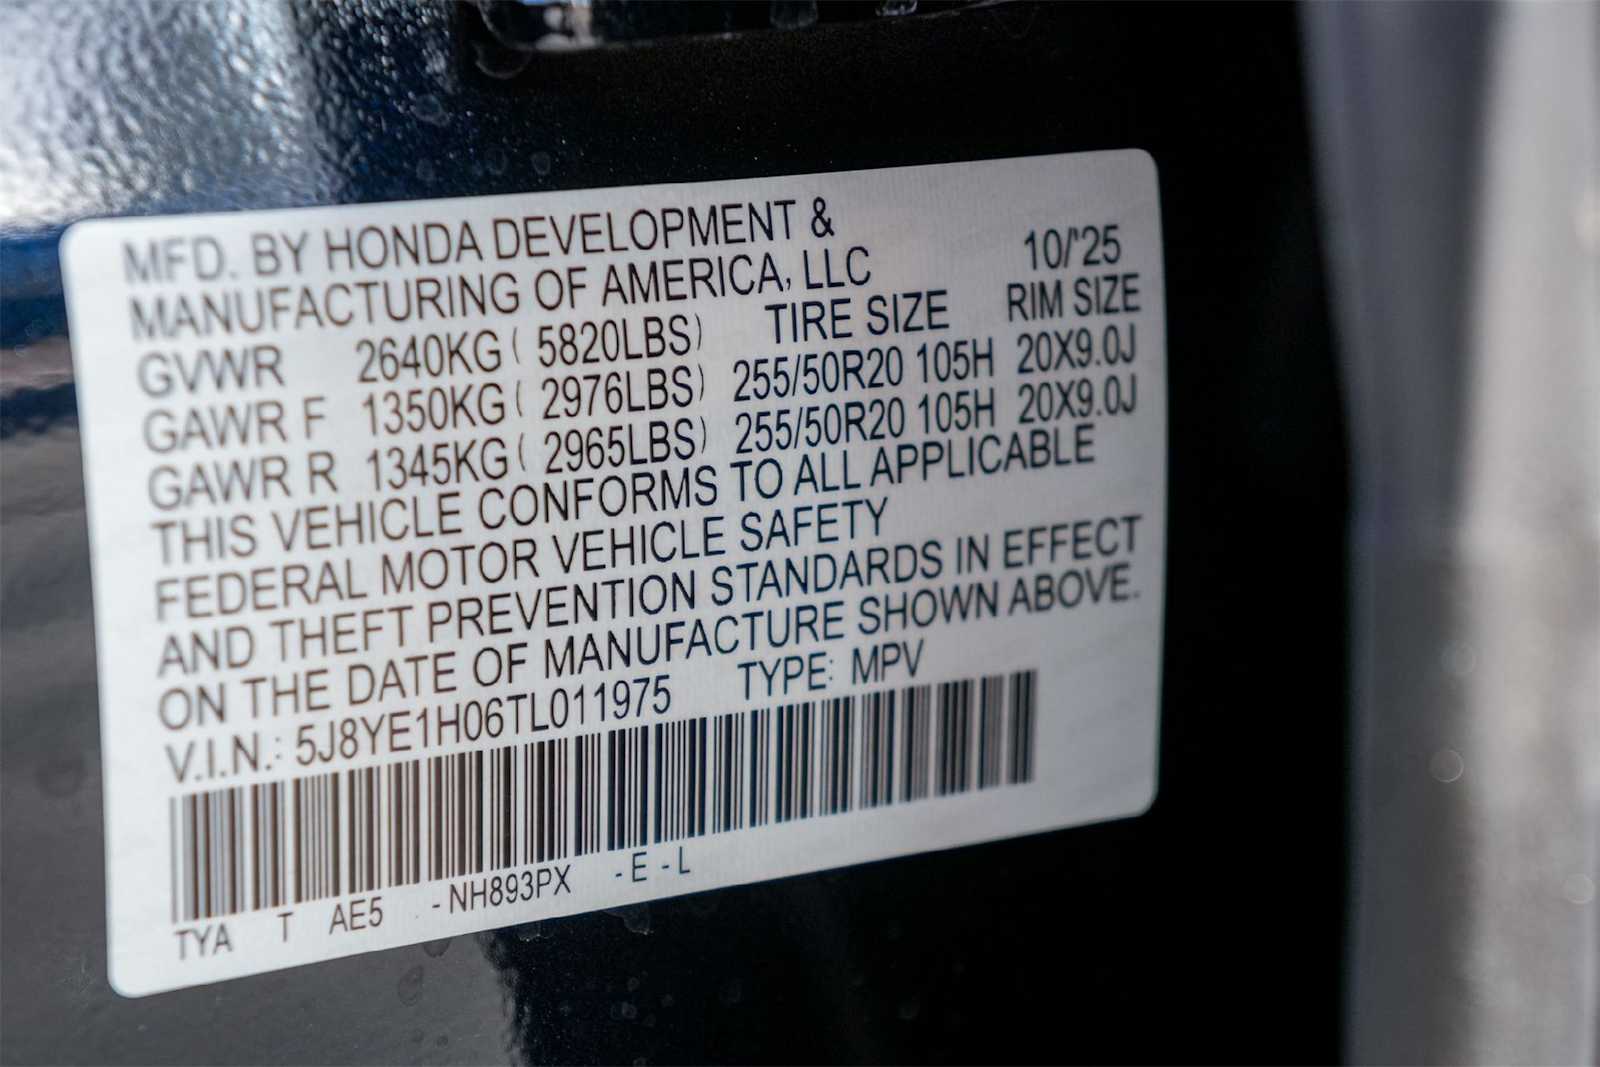 MFD. BY HONDA DEVELOPMENT &
MANUFACTURING OF AMERICA, LLC 10/'25
GVWR 2640KG ( 5820LBS) TIRE SIZE RIM SIZE
GAWR F 1350KG ( 2976LBS) 255/50R20 105H 20X9.0J
GAWR R 1345KG ( 2965LBS) 255/50R20 105H 20X9.0J
THIS VEHICLE CONFORMS TO ALL APPLICABLE
FEDERAL MOTOR VEHICLE SAFETY
AND THEFT PREVENTION STANDARDS IN EFFECT
ON THE DATE OF MANUFACTURE SHOWN ABOVE.
V.I.N.: 5J8YE1H06TL011975 TYPE: MPV
TYA T AE5 -NH893PX -E-L